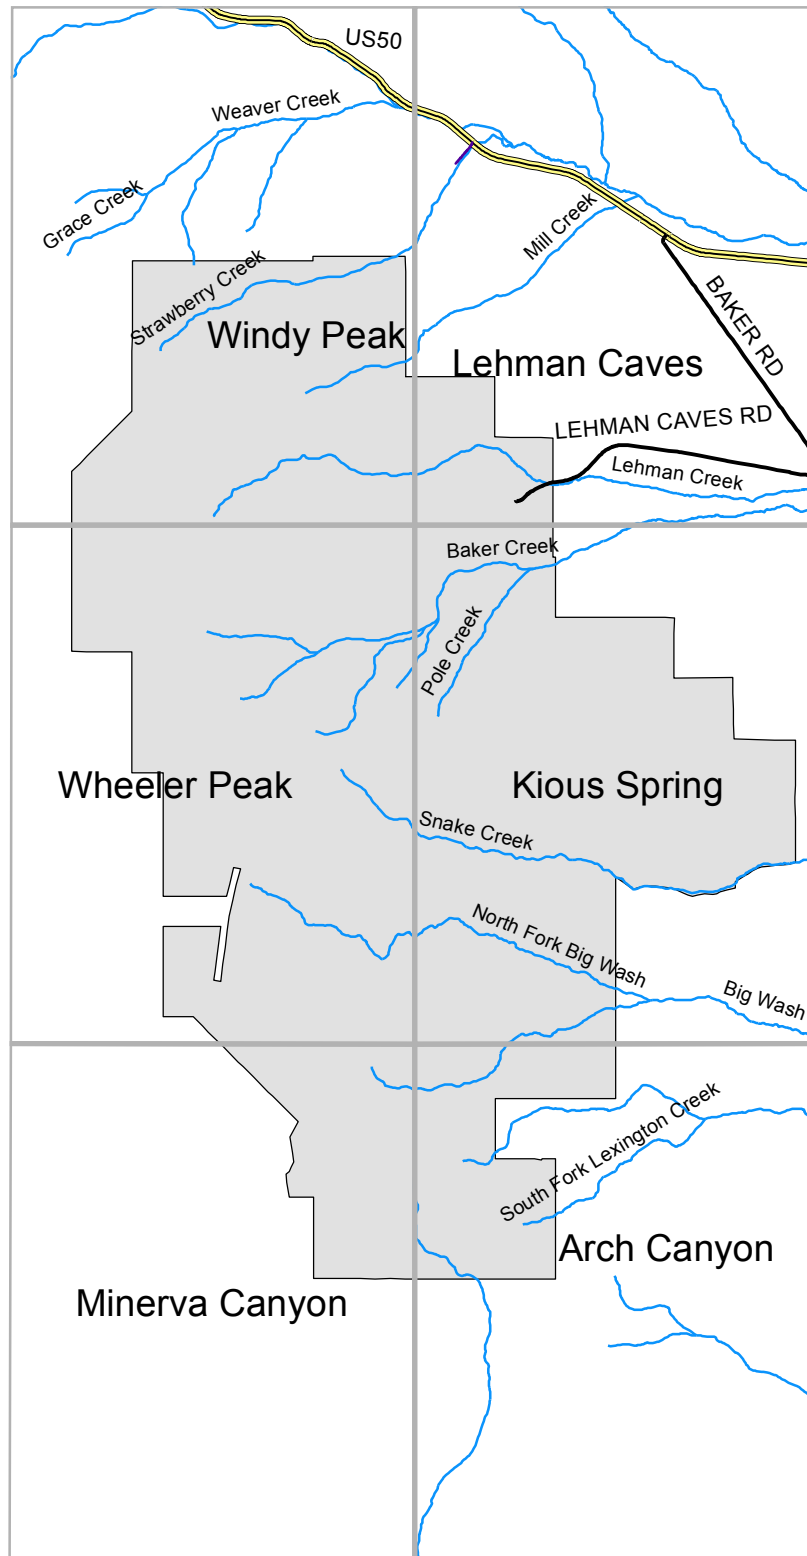 US50
Weaver Creek
Grace Creek
Mill Creek
Strawberry Creek
BAKER RD
Windy Peak
Lehman Caves
LEHMAN CAVES RD
Lehman Creek
Baker Creek
Pole Creek
Wheeler Peak
Kious Spring
Snake Creek
North Fork Big Wash
Big Wash
South Fork Lexington Creek
Arch Canyon
Minerva Canyon